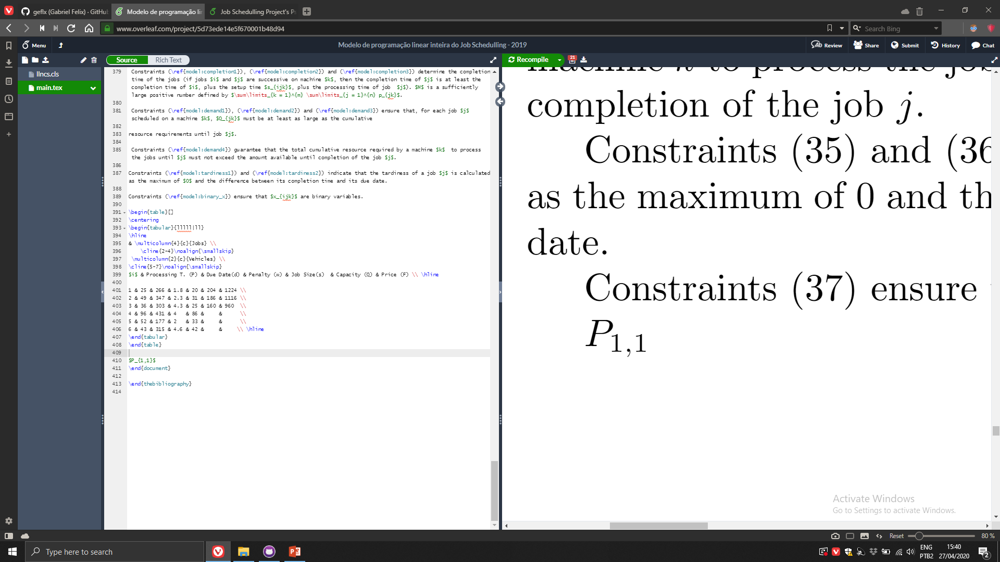 geflx (Gabriel Felix) · GitHub
Modelo de programação lin
Job Schedulling Project's Ps
www.overleaf.com/project/5d73ede14e5f670001b48d94
Search Bing
Menu
Modelo de programação linear inteira do Job Schedulling - 2019
Review
Share
Submit
History
Chat
Source
Rich Text
Recompile
21
llncs.cls
main.tex
379 Constraints (\ref{model:completion1}), (\ref{model:completion2}) and (\ref{model:completion3}) determine the completion
time of the jobs (if jobs $i$ and $j$ are successive on machine $k$, then the completion time of $j$ is at least the
completion time of $i$, plus the setup time $s_{ijk}$, plus the processing time of job  $j$). $M$ is a sufficiently
large positive number defined by $\sum\limits_{k = 1}^{m} \sum\limits_{j = 1}^{n} p_{jk}$.
380
381 Constraints (\ref{model:demand1}), (\ref{model:demand2}) and (\ref{model:demand3}) ensure that, for each job $j$
scheduled on a machine $k$, $Q_{jk}$ must be at least as large as the cumulative
382
383 resource requirements until job $j$.
384
385 Constraints (\ref{model:demand4}) guarantee that the total cumulative resource required by a machine $k$  to process
the jobs until $j$ must not exceed the amount available until completion of the job $j$.
386
387 Constraints (\ref{model:tardiness1}) and (\ref{model:tardiness2}) indicate that the tardiness of a job $j$ is calculated
as the maximum of $0$ and the difference between its completion time and its due date.
388
389 Constraints (\ref{model:binary_x}) ensure that $x_{ijk}$ are binary variables.
390
391 \begin{table}[]
392 \centering
393 \begin{tabular}{lllll|ll}
394 \hline
395 & \multicolumn{4}{c}{Jobs} \\
396 \cline{2-4}\noalign{\smallskip}
397 \multicolumn{2}{c}{Vehicles} \\
398 \cline{5-7}\noalign{\smallskip}
399 $i$ & Processing T. (P) & Due Date(d) & Penalty (w) & Job Size(s)  & Capacity (Q) & Price (F) \\ \hline
400
401 1 & 25 & 266 & 1.8 & 20 & 204 & 1224 \\
402 2 & 49 & 347 & 2.3 & 31 & 186 & 1116 \\
403 3 & 36 & 303 & 4.3 & 25 & 160 & 960  \\
404 4 & 96 & 431 & 4   & 86 &     &      \\
405 5 & 52 & 177 & 2   & 33 &     &      \\
406 6 & 43 & 315 & 4.6 & 42 &     &     \\ \hline
407 \end{tabular}
408 \end{table}
409
410 $P_{1,1}$
411 \end{document}
412
413 \end{thebibliography}
414
machine k to process the job
completion of the job j.
Constraints (35) and (36
as the maximum of 0 and th
date.
Constraints (37) ensure
P1,1
Activate Windows
Go to Settings to activate Windows.
Reset
80 %
Type here to search
ENG
PTB2
15:40
27/04/2020
2